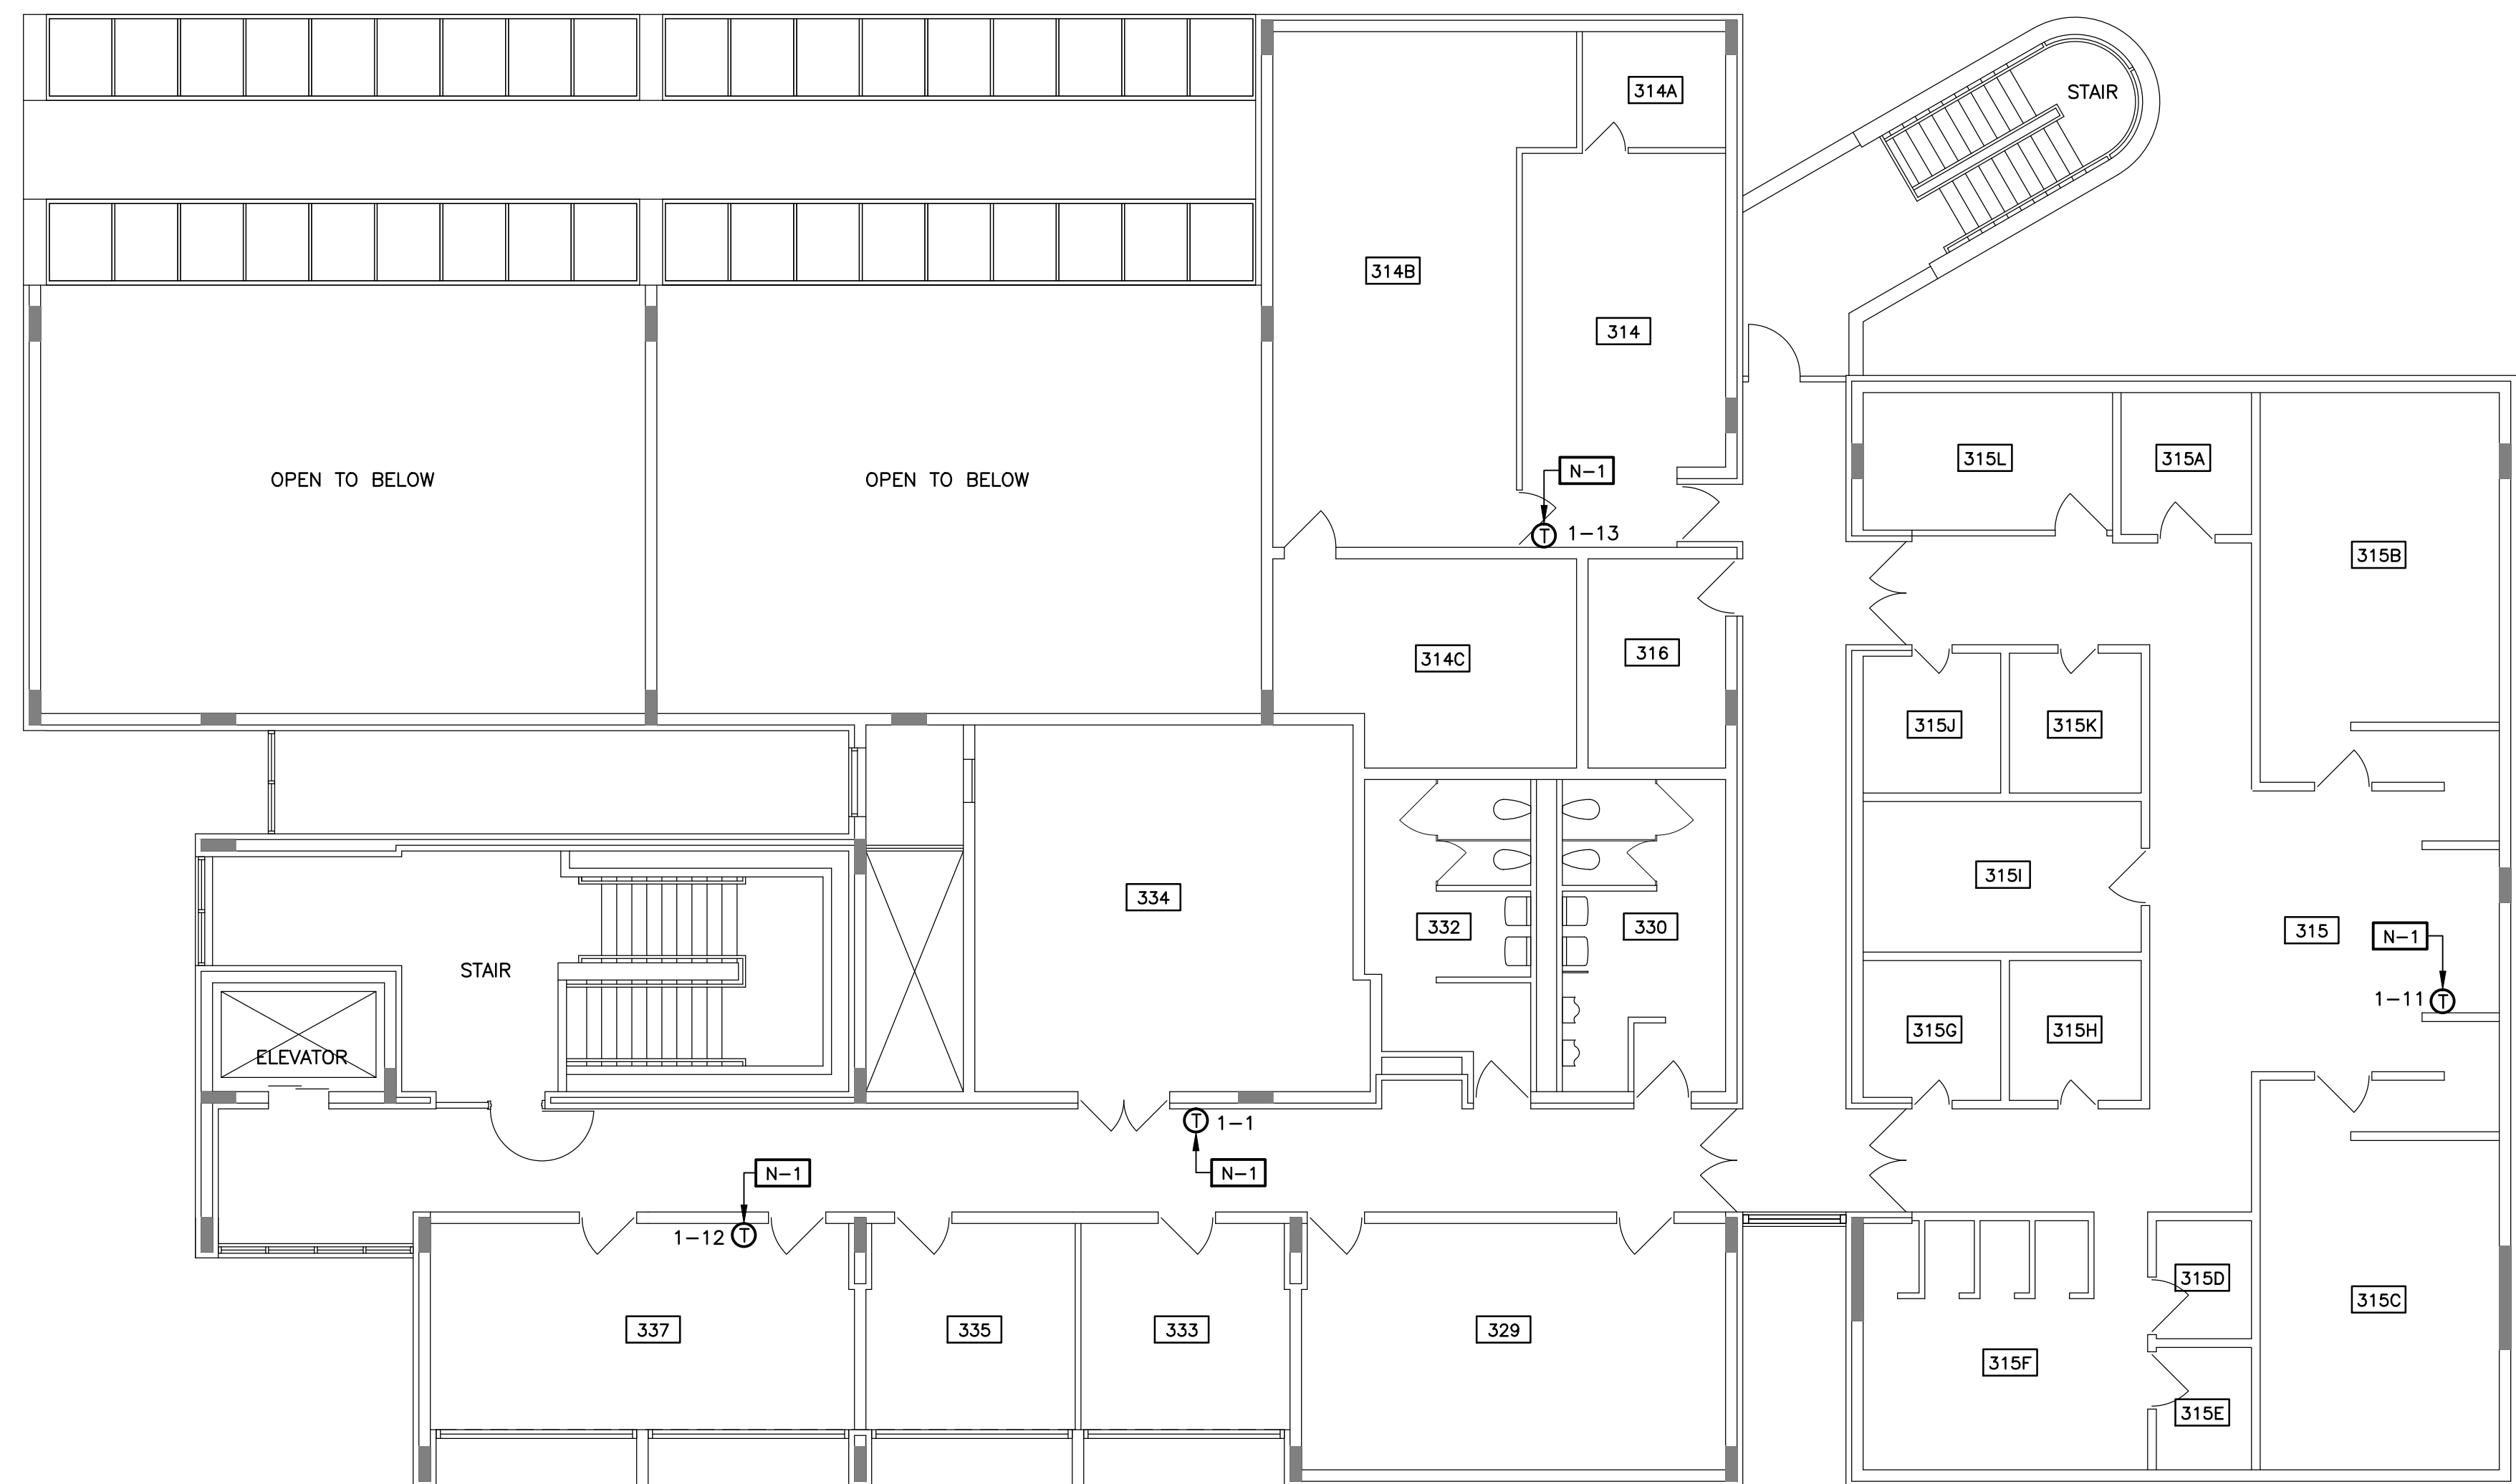 314A
STAIR
314B
314
315L
315A
N-1
OPEN TO BELOW
OPEN TO BELOW
T 1-13
315B
314C
316
315J
315K
315I
334
332
330
315
N-1
STAIR
1-11 T
315G
315H
ELEVATOR
T 1-1
N-1
N-1
1-12 T
315D
315C
337
335
333
329
315F
315E